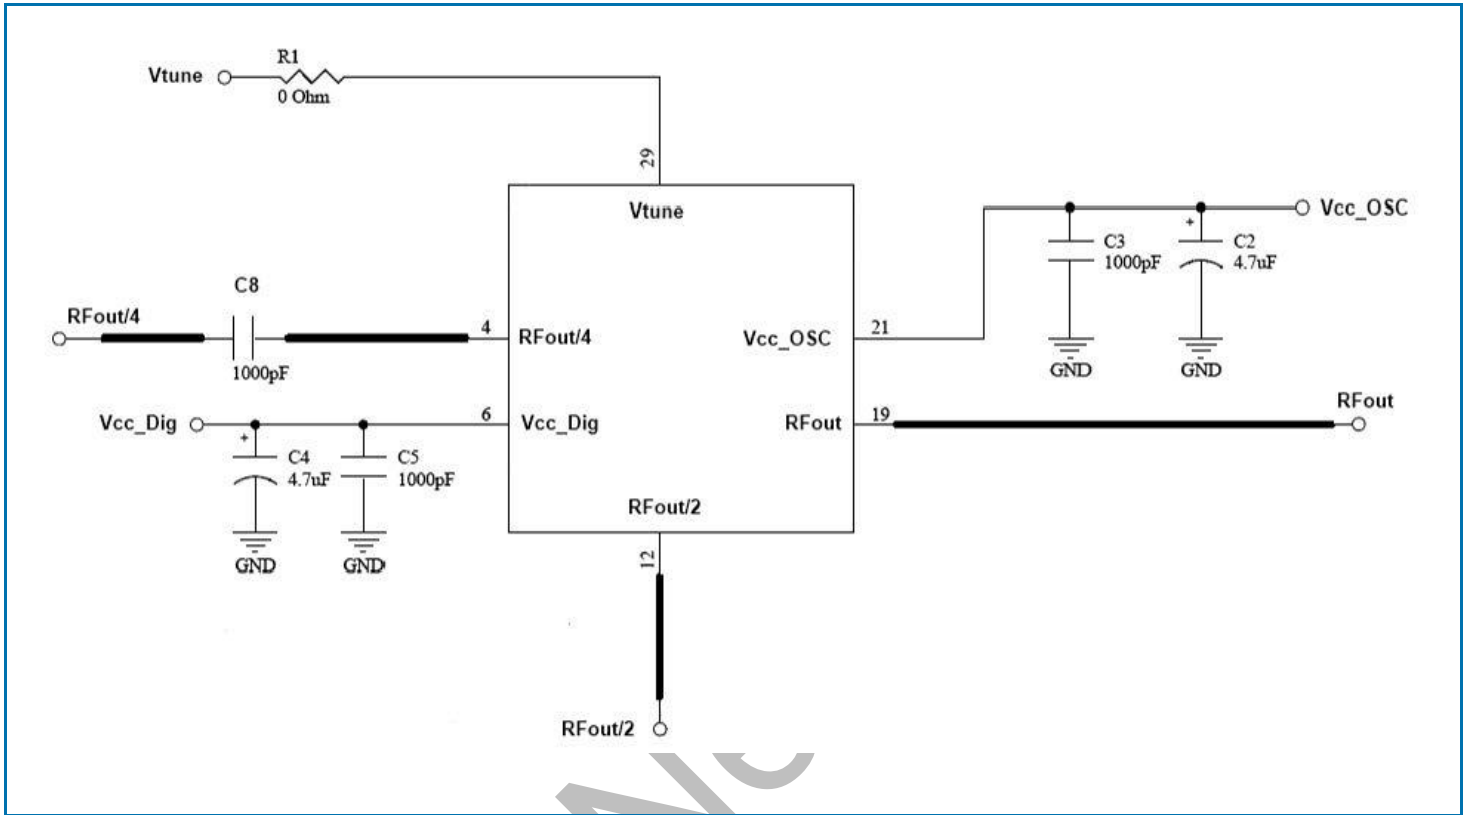 R1
Vtune
0 Ohm
29
Vtune
Vcc_OSC
+
C3
C2
1000pF
4.7uF
C8
RFout/4
4
RFout/4
Vcc_OSC
21
GND
GND
1000pF
RFout
Vcc_Dig
6
Vcc_Dig
RFout
19
+
C4
C5
4.7uF
1000pF
RFout/2
12
GND
GND
RFout/2